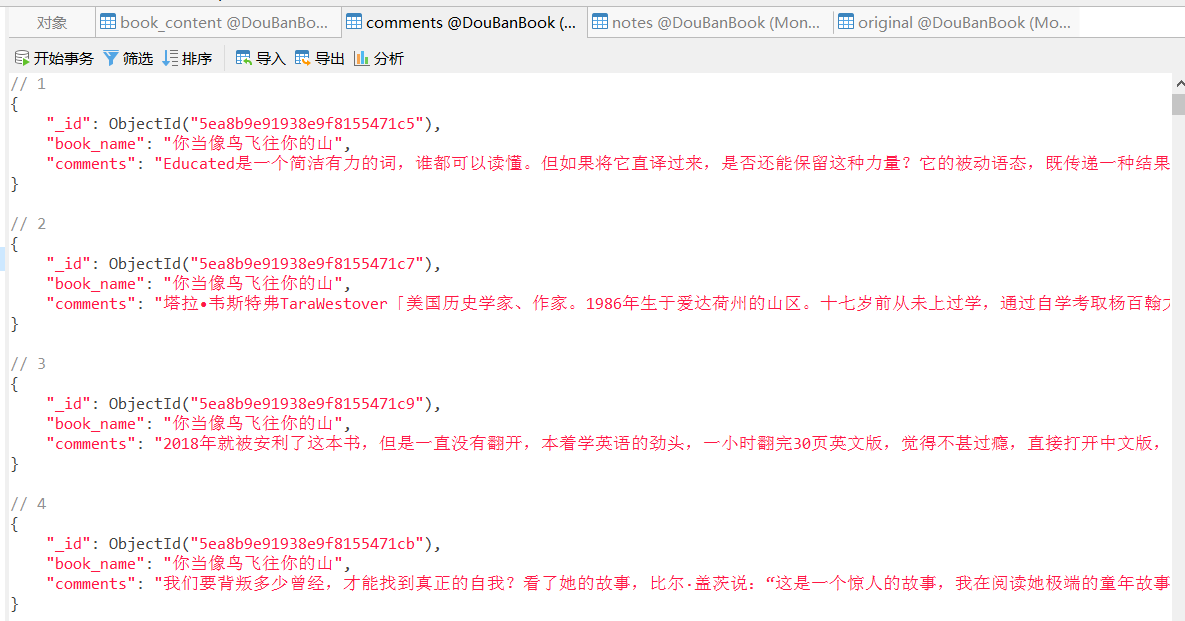 对象 book_content @DouBanBo... comments @DouBanBook (... notes @DouBanBook (Mon... original @DouBanBook (Mo...
开始事务 筛选 排序 导入 导出 分析
// 1
{
"_id": ObjectId("5ea8b9e91938e9f8155471c5"),
"book_name": "你当像鸟飞往你的山",
"comments": "Educated是一个简洁有力的词，谁都可以读懂。但如果将它直译过来，是否还能保留这种力量？它的被动语态，既传递一种结果
}
// 2
{
"_id": ObjectId("5ea8b9e91938e9f8155471c7"),
"book_name": "你当像鸟飞往你的山",
"comments": "塔拉•韦斯特弗TaraWestover「美国历史学家、作家。1986年生于爱达荷州的山区。十七岁前从未上过学，通过自学考取杨百翰大
}
// 3
{
"_id": ObjectId("5ea8b9e91938e9f8155471c9"),
"book_name": "你当像鸟飞往你的山",
"comments": "2018年就被安利了这本书，但是一直没有翻开，本着学英语的劲头，一小时翻完30页英文版，觉得不甚过瘾，直接打开中文版，
}
// 4
{
"_id": ObjectId("5ea8b9e91938e9f8155471cb"),
"book_name": "你当像鸟飞往你的山",
"comments": "我们要背叛多少曾经，才能找到真正的自我？看了她的故事，比尔·盖茨说：“这是一个惊人的故事，我在阅读她极端的童年故事
}